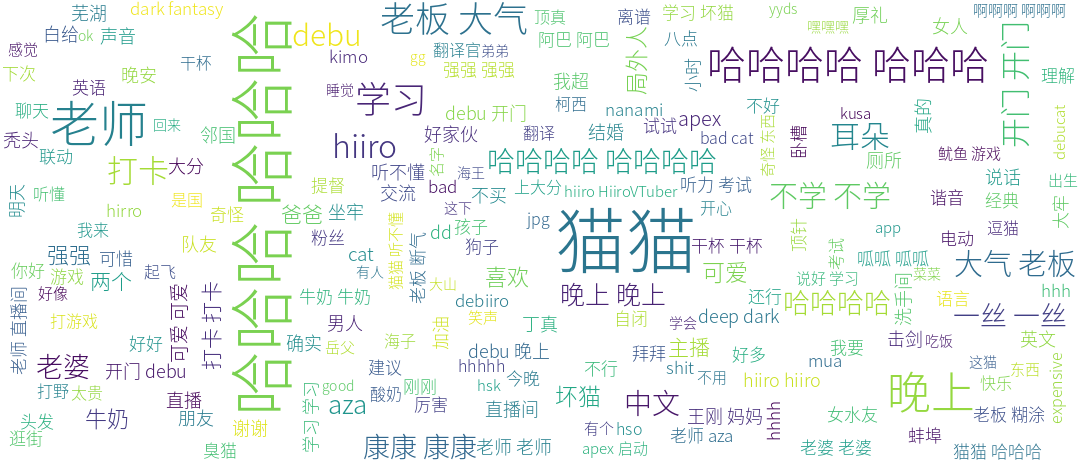 芜湖
dark fantasy
老板 大气
顶真
离谱
学习 坏猫
yyds
厚礼
啊啊啊 啊啊啊
白给
ok
声音
哈哈
哈哈
哈哈
哈哈
debu
翻译官
弟弟
阿巴 阿巴
局外人
八点
嘿嘿嘿
女人
开门 开门
感觉
干杯
kimo
gg
强强 强强
我超
小时
哈哈哈哈 哈哈哈
理解
下次
英语
晚安
睡觉
学习
柯西
nanami
不好
真的
kusa
聊天
老师
回来
邻国
debu 开门
好家伙
翻译
结婚
试试
apex
bad cat
奇怪 东西
卧槽
耳朵
debucat
秃头
联动
打卡
大分
hiiro
名字
哈哈哈哈 哈哈哈哈
厕所
鱿鱼 游戏
听不懂
海王
提督
交流
bad
不买
上大分
hiiro HiiroVTuber
听力 考试
不学 不学
说话
出生
明天
听懂
是国
这下
开心
谐音
经典
大牢
hirro
奇怪
爸爸
坐牢
猫猫 听不懂
jpg
猫猫
顶针
app
逗猫
我来
队友
粉丝
dd
孩子
干杯 干杯
考试
电动
强强
可惜
cat
老板 断气
狗子
呱呱 呱呱
大气 老板
你好
游戏
两个
起飞
有人
大山
喜欢
可爱
说好 学习
菜菜
好像
可爱 可爱
打卡 打卡
牛奶 牛奶
debiiro
晚上 晚上
还行
哈哈哈哈
洗手间
语言
hhh
打游戏
男人
加油
笑声
丁真
自闭
学会
deep dark
一丝 一丝
老师 直播间
好好
确实
岳父
海子
debu 晚上
拜拜
主播
好多
我要
击剑
吃饭
英文
老婆
开门 debu
建议
hhhhh
不行
shit
mua
这猫
东西
打野
太贵
直播
学习 学习
good
酸奶
刚刚
hsk
今晚
坏猫
不用
hiiro hiiro
晚上
快乐
expensive
头发
牛奶
朋友
aza
厉害
直播间
中文
王刚 妈妈
hhhh
女水友
老板 糊涂
逛街
谢谢
有个
hso
臭猫
康康 康康
老师 老师
apex 启动
老师 aza
老婆 老婆
蚌埠
猫猫 哈哈哈